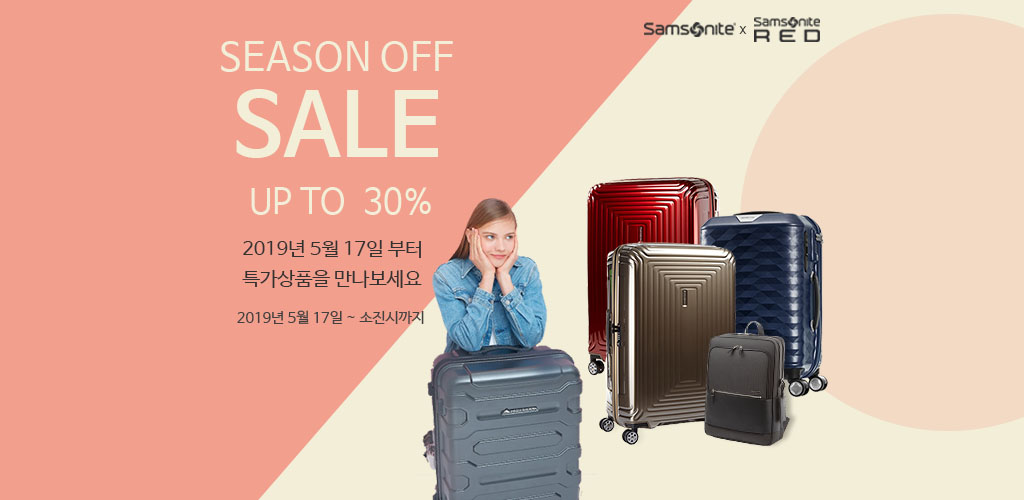 Samsonite x Samsonite RED
SEASON OFF
SALE
UP TO 30%
2019년 5월 17일 부터
특가상품을 만나보세요
2019년 5월 17일 ~ 소진시까지